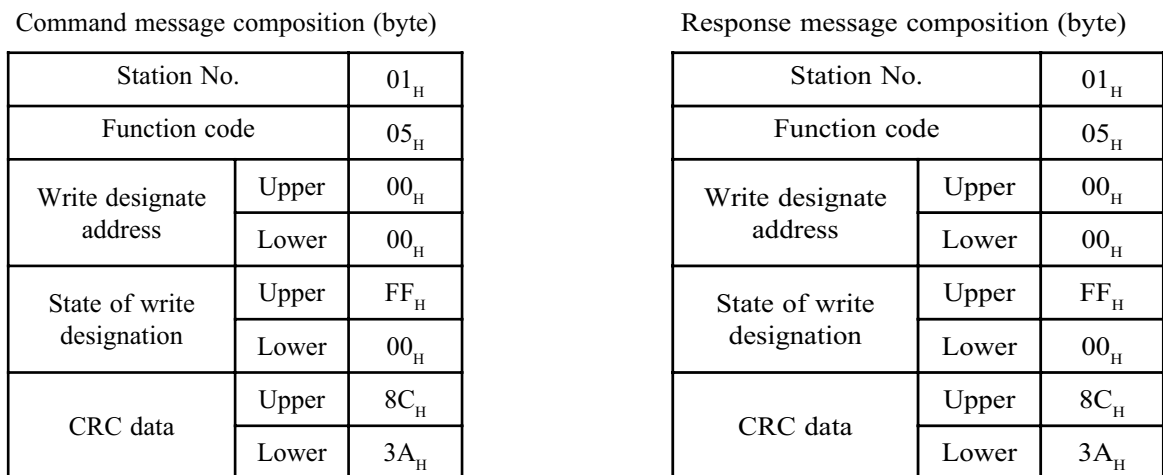 Command message composition (byte)
Station No. 01H
Function code 05H
Write designate address Upper 00H
Lower 00H
State of write designation Upper FFH
Lower 00H
CRC data Upper 8CH
Lower 3AH
Response message composition (byte)
Station No. 01H
Function code 05H
Write designate address Upper 00H
Lower 00H
State of write designation Upper FFH
Lower 00H
CRC data Upper 8CH
Lower 3AH